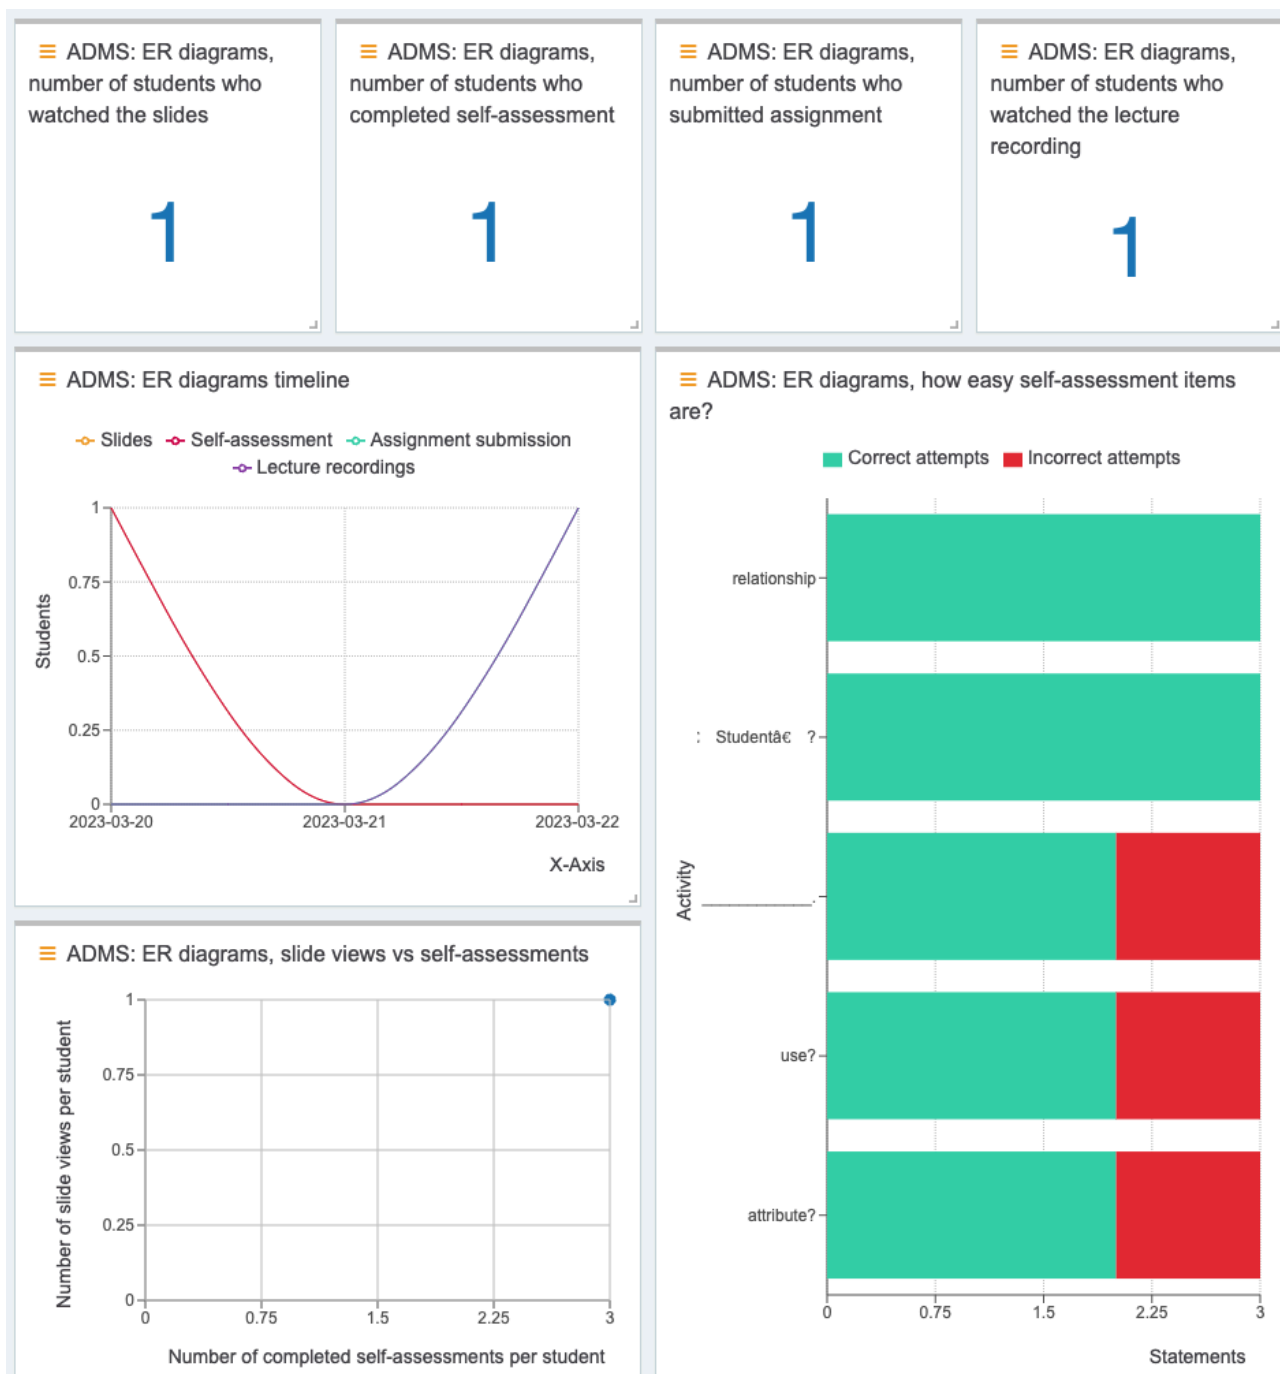 ADMS: ER diagrams,
number of students who
watched the slides
1
ADMS: ER diagrams,
number of students who
completed self-assessment
1
ADMS: ER diagrams,
number of students who
submitted assignment
1
ADMS: ER diagrams,
number of students who
watched the lecture
recording
1
ADMS: ER diagrams timeline
Slides Self-assessment Assignment submission
Lecture recordings
Students
1
0.75
0.5
0.25
0
2023-03-20 2023-03-21 2023-03-22
X-Axis
ADMS: ER diagrams, how easy self-assessment items
are?
Correct attempts Incorrect attempts
Activity
relationship
: Studentâ€ ?
_____________.
use?
attribute?
0 0.75 1.5 2.25 3
Statements
ADMS: ER diagrams, slide views vs self-assessments
Number of slide views per student
1
0.75
0.5
0.25
0
0 0.75 1.5 2.25 3
Number of completed self-assessments per student